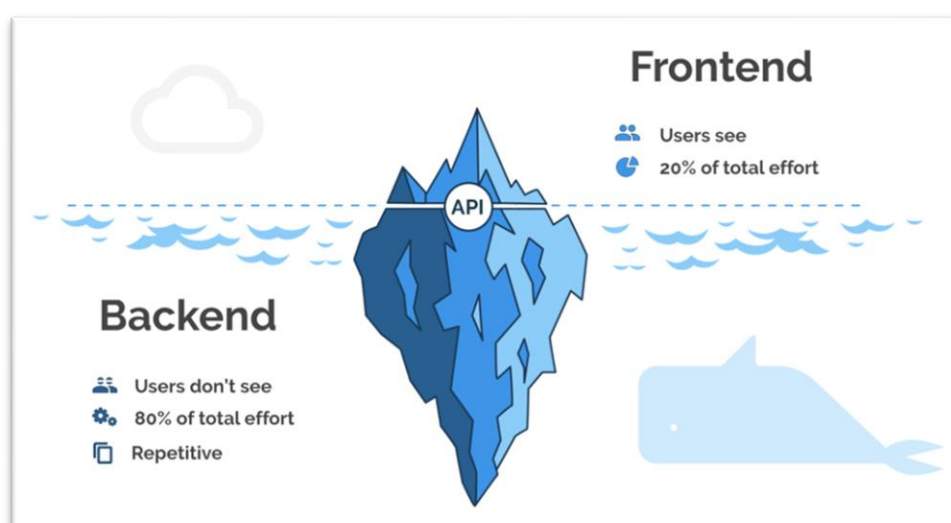 Frontend
Users see
20% of total effort
API
Backend
Users don't see
80% of total effort
Repetitive